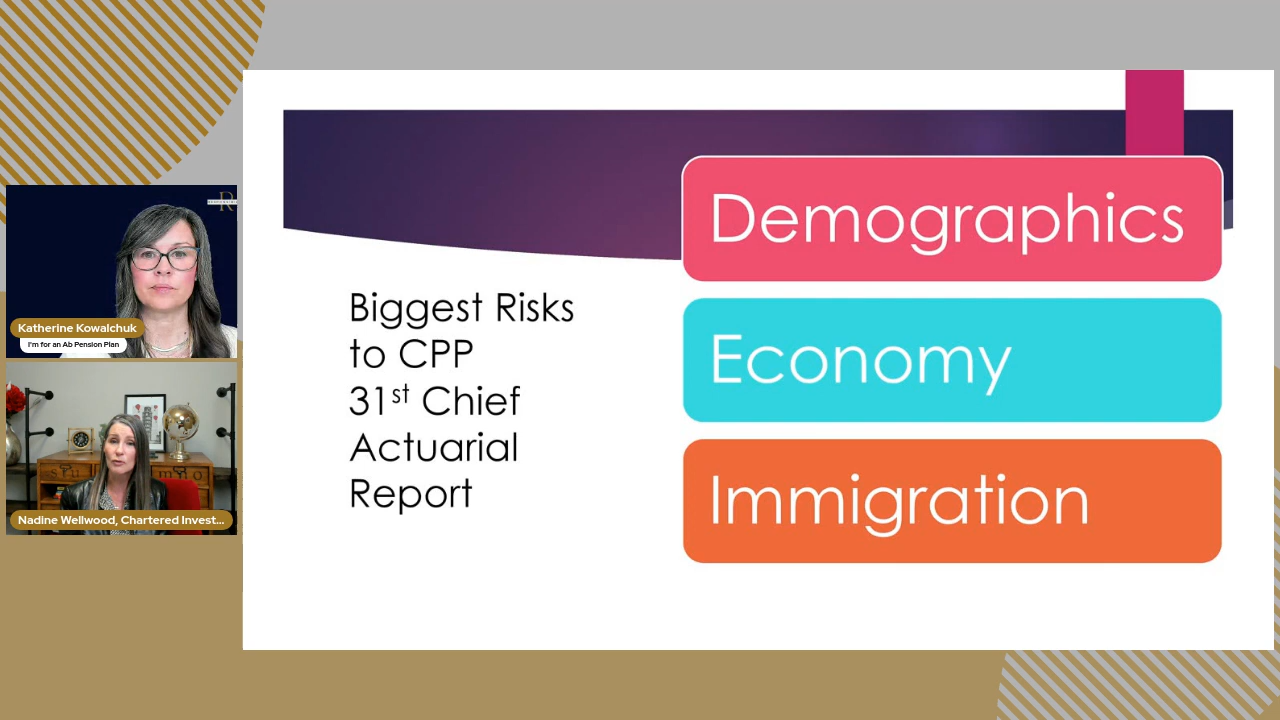 Katherine Kowalchuk
I'm for an Ab Pension Plan
Nadine Wellwood, Chartered Invest...
Biggest Risks
to CPP
31st Chief
Actuarial
Report
Demographics
Economy
Immigration